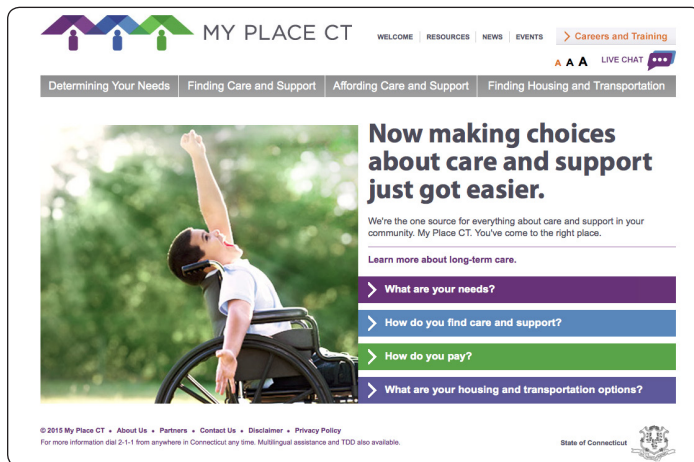 MY PLACE CT
WELCOME RESOURCES NEWS EVENTS > Careers and Training
A A A LIVE CHAT
Determining Your Needs Finding Care and Support Affording Care and Support Finding Housing and Transportation
Now making choices
about care and support
just got easier.
We're the one source for everything about care and support in your
community. My Place CT. You've come to the right place.
Learn more about long-term care.
What are your needs?
How do you find care and support?
How do you pay?
What are your housing and transportation options?
© 2015 My Place CT • About Us • Partners • Contact Us • Disclaimer • Privacy Policy
For more information dial 2-1-1 from anywhere in Connecticut any time. Multilingual assistance and TDD also available.
State of Connecticut